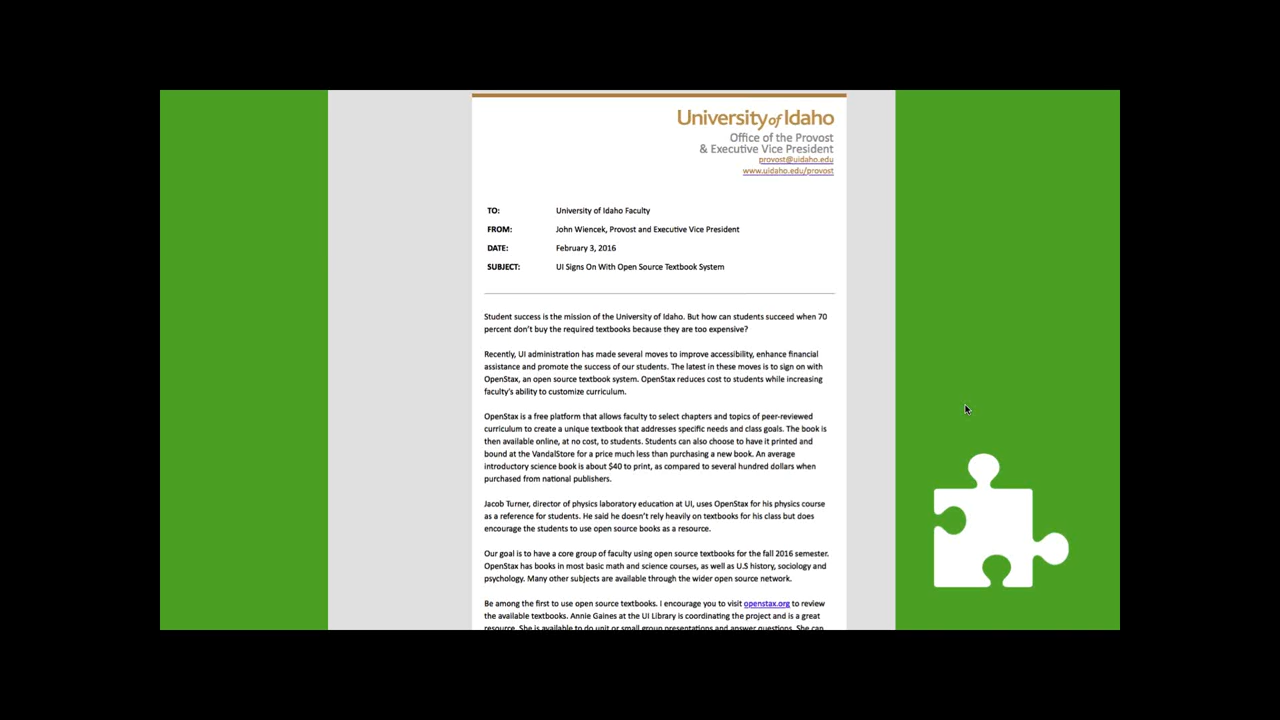 University of Idaho
Office of the Provost
& Executive Vice President
provost@uidaho.edu
www.uidaho.edu/provost
TO: University of Idaho Faculty
FROM: John Wiencek, Provost and Executive Vice President
DATE: February 3, 2016
SUBJECT: UI Signs On With Open Source Textbook System
Student success is the mission of the University of Idaho. But how can students succeed when 70
percent don't buy the required textbooks because they are too expensive?
Recently, UI administration has made several moves to improve accessibility, enhance financial
assistance and promote the success of our students. The latest in these moves is to sign on with
OpenStax, an open source textbook system. OpenStax reduces cost to students while increasing
faculty's ability to customize curriculum.
OpenStax is a free platform that allows faculty to select chapters and topics of peer-reviewed
curriculum to create a unique textbook that addresses specific needs and class goals. The book is
then available online, at no cost, to students. Students can also choose to have it printed and
bound at the VandalStore for a price much less than purchasing a new book. An average
introductory science book is about $40 to print, as compared to several hundred dollars when
purchased from national publishers.
Jacob Turner, director of physics laboratory education at UI, uses OpenStax for his physics course
as a reference for students. He said he doesn't rely heavily on textbooks for his class but does
encourage the students to use open source books as a resource.
Our goal is to have a core group of faculty using open source textbooks for the fall 2016 semester.
OpenStax has books in most basic math and science courses, as well as U.S history, sociology and
psychology. Many other subjects are available through the wider open source network.
Be among the first to use open source textbooks. I encourage you to visit openstax.org to review
the available textbooks. Annie Gaines at the UI Library is coordinating the project and is a great
resource. She is available to do unit or small group presentations and answer questions. She can